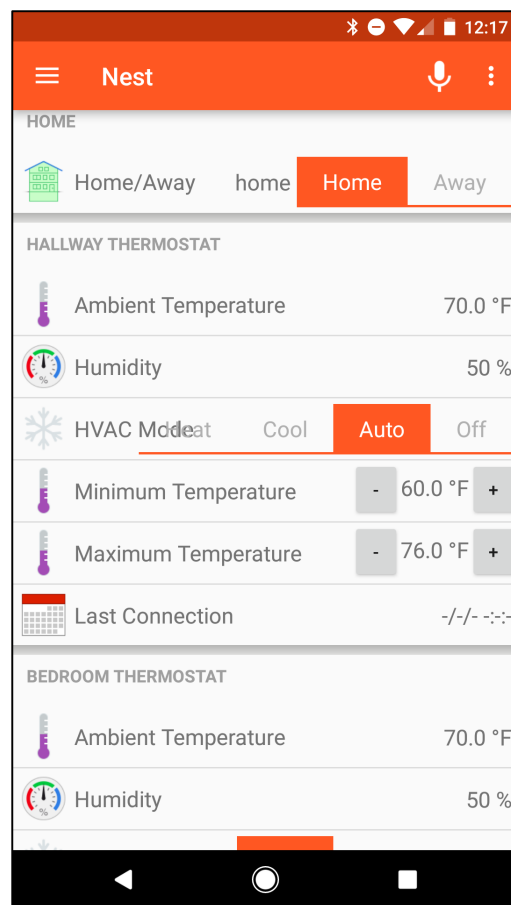 12:17
Nest
HOME
Home/Away home Home Away
HALLWAY THERMOSTAT
Ambient Temperature 70.0 °F
% Humidity 50 %
HVAC Mode Heat Cool Auto Off
Minimum Temperature - 60.0 °F +
Maximum Temperature - 76.0 °F +
Last Connection -/-/- -:-:-
BEDROOM THERMOSTAT
Ambient Temperature 70.0 °F
% Humidity 50 %